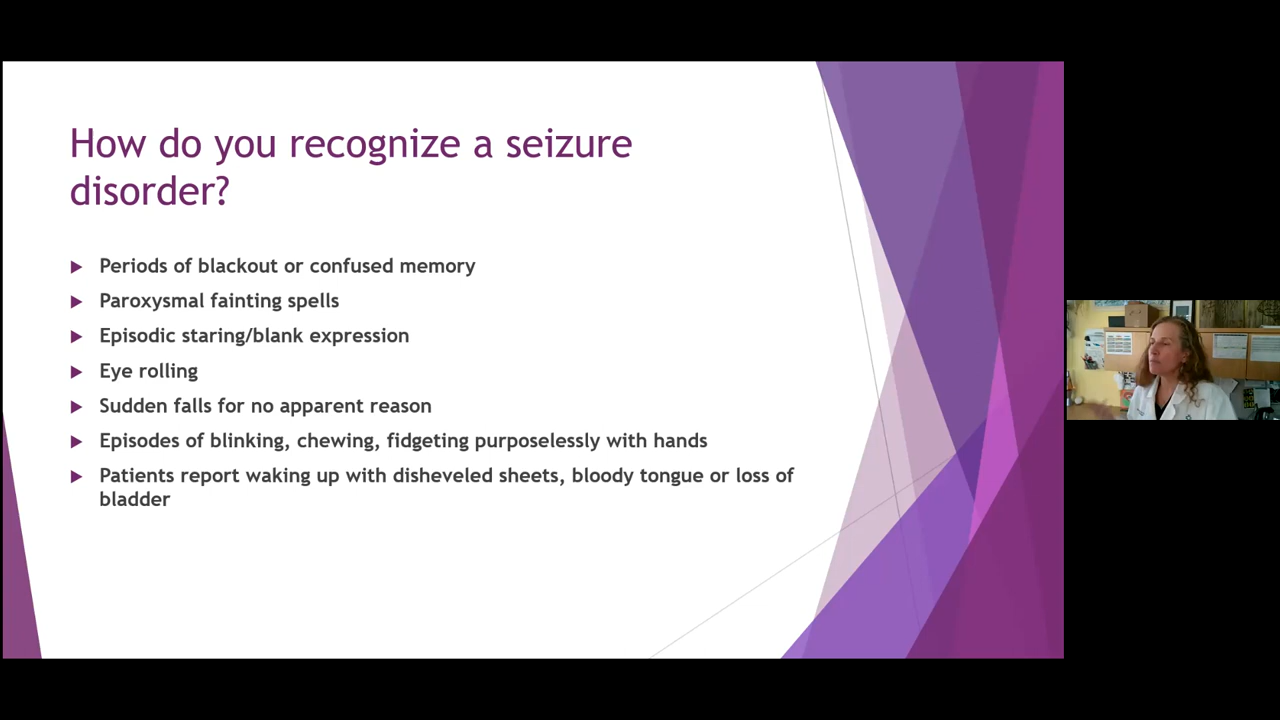 How do you recognize a seizure
disorder?
Periods of blackout or confused memory
Paroxysmal fainting spells
Episodic staring/blank expression
Eye rolling
Sudden falls for no apparent reason
Episodes of blinking, chewing, fidgeting purposelessly with hands
Patients report waking up with disheveled sheets, bloody tongue or loss of
bladder